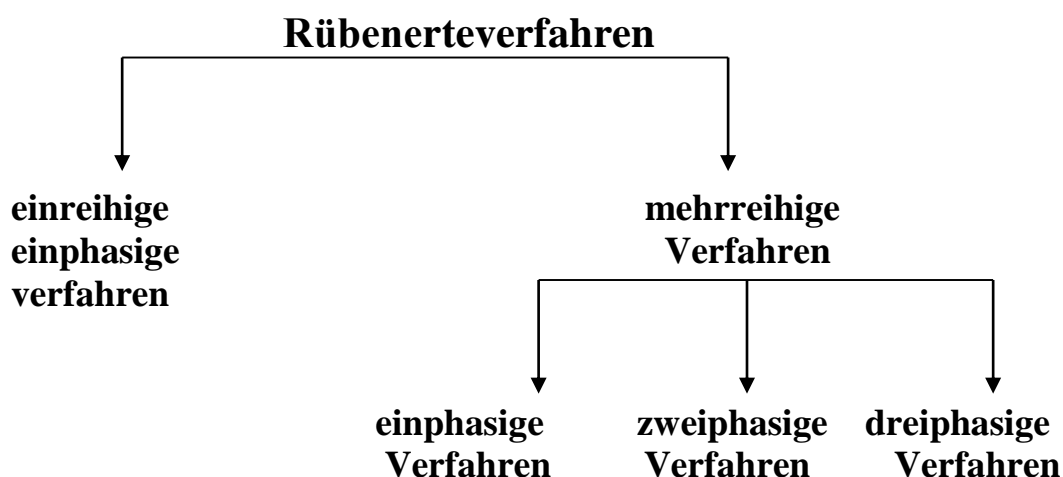 Rübenerteverfahren
einreihige
einphasige
verfahren
mehrreihige
Verfahren
einphasige
Verfahren
zweiphasige
Verfahren
dreiphasige
Verfahren